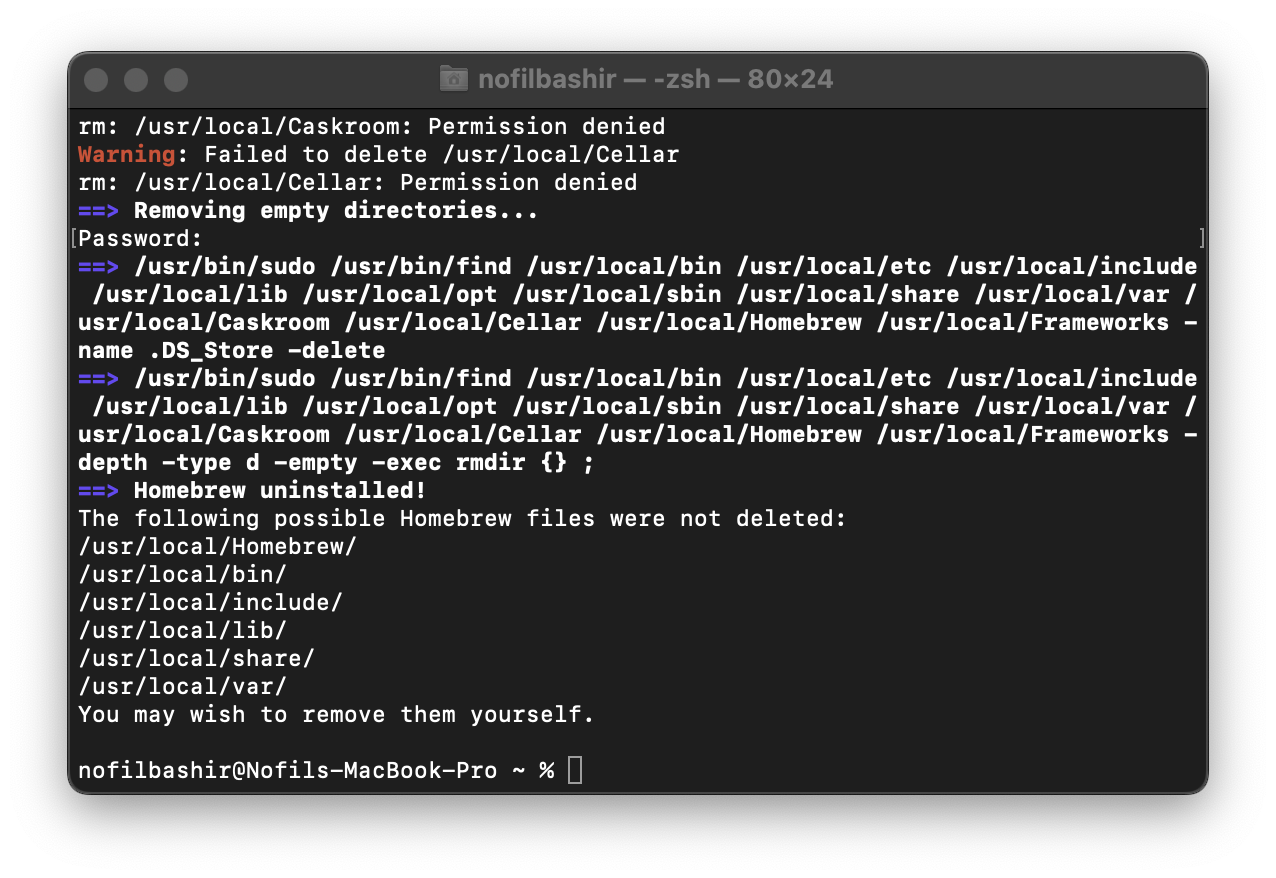 nofilbashir — -zsh — 80×24
rm: /usr/local/Caskroom: Permission denied
Warning: Failed to delete /usr/local/Cellar
rm: /usr/local/Cellar: Permission denied
==> Removing empty directories...
[Password: ]
==> /usr/bin/sudo /usr/bin/find /usr/local/bin /usr/local/etc /usr/local/include
 /usr/local/lib /usr/local/opt /usr/local/sbin /usr/local/share /usr/local/var /
usr/local/Caskroom /usr/local/Cellar /usr/local/Homebrew /usr/local/Frameworks -
name .DS_Store -delete
==> /usr/bin/sudo /usr/bin/find /usr/local/bin /usr/local/etc /usr/local/include
 /usr/local/lib /usr/local/opt /usr/local/sbin /usr/local/share /usr/local/var /
usr/local/Caskroom /usr/local/Cellar /usr/local/Homebrew /usr/local/Frameworks -
depth -type d -empty -exec rmdir {} ;
==> Homebrew uninstalled!
The following possible Homebrew files were not deleted:
/usr/local/Homebrew/
/usr/local/bin/
/usr/local/include/
/usr/local/lib/
/usr/local/share/
/usr/local/var/
You may wish to remove them yourself.
nofilbashir@Nofils-MacBook-Pro ~ %